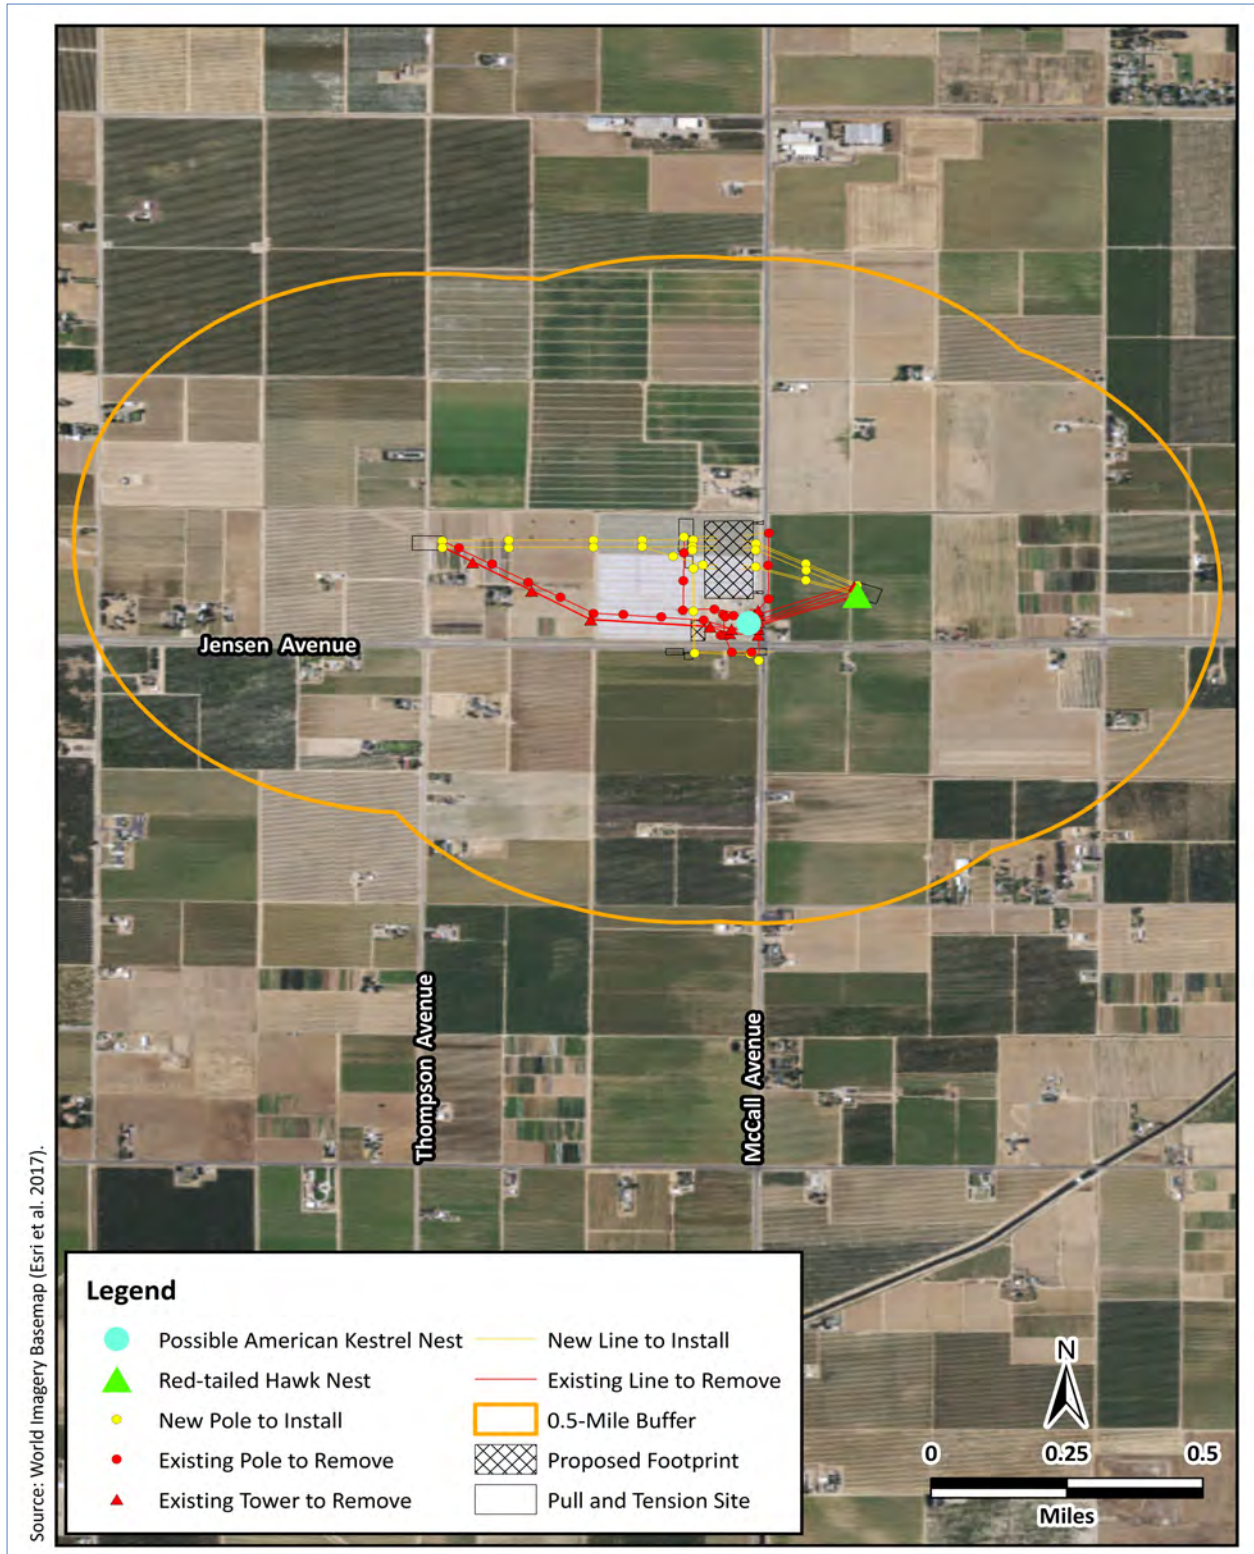 Jensen Avenue
Thompson Avenue
McCall Avenue
Source: World Imagery Basemap (Esri et al. 2017).
Legend
Possible American Kestrel Nest
Red-tailed Hawk Nest
New Pole to Install
Existing Pole to Remove
Existing Tower to Remove
New Line to Install
Existing Line to Remove
0.5-Mile Buffer
Proposed Footprint
Pull and Tension Site
N
0 0.25 0.5
Miles